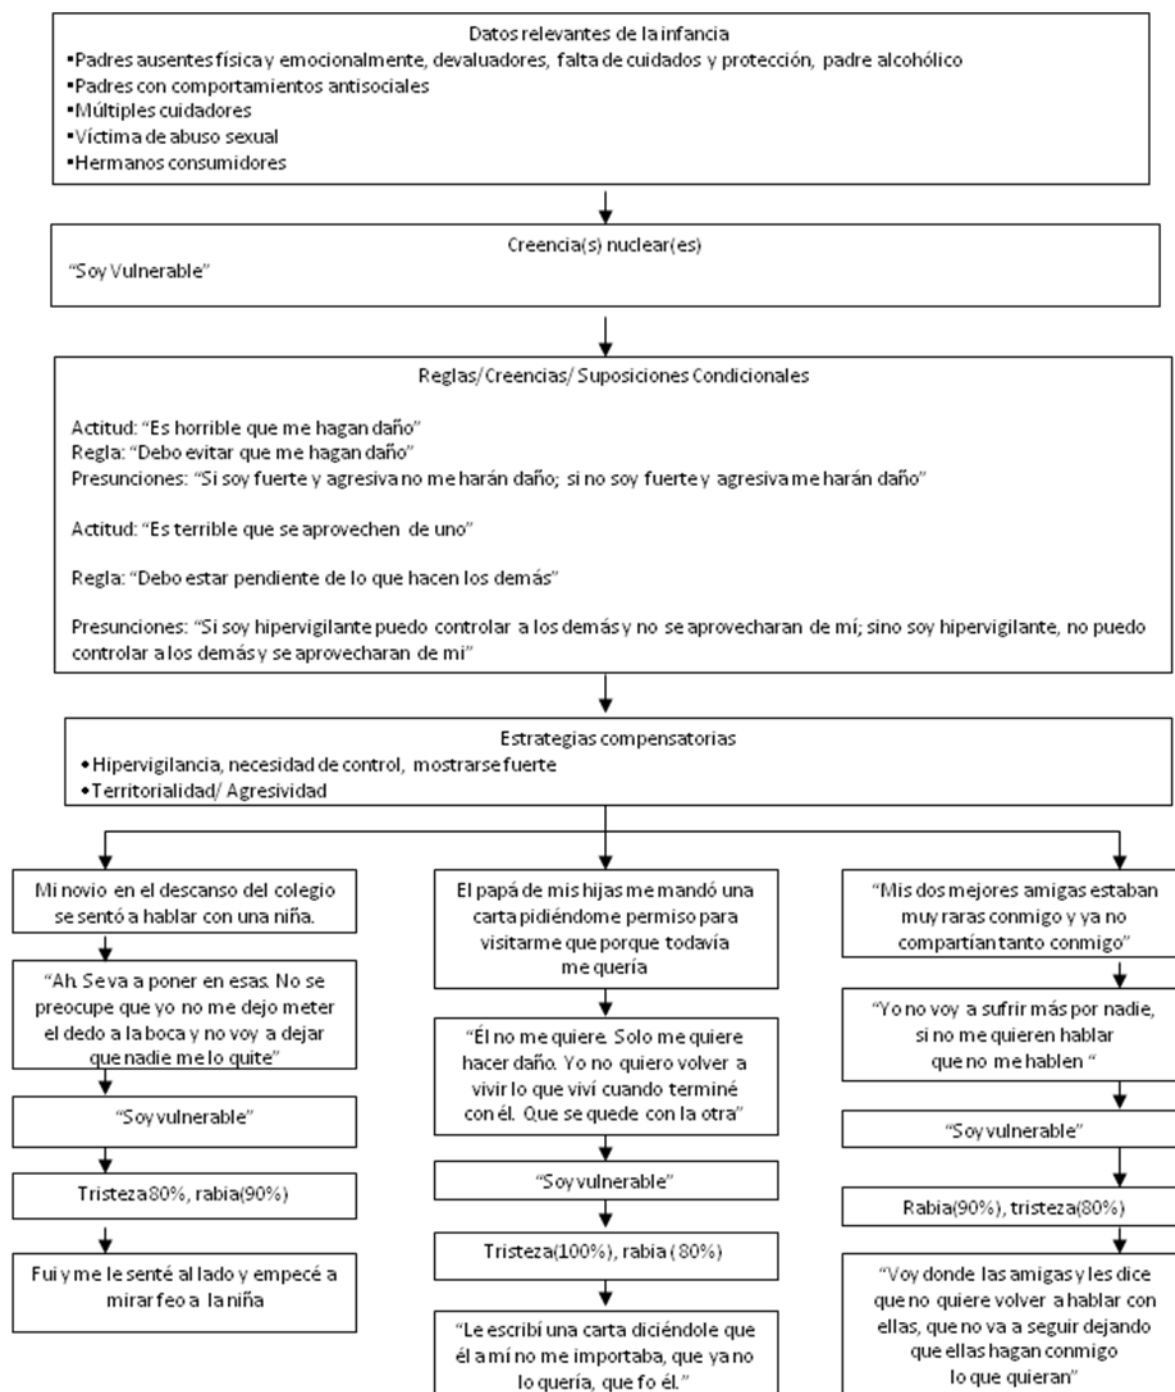 Datos relevantes de la infancia
▪Padres ausentes física y emocionalmente, devaluadores, falta de cuidados y protección, padre alcohólico
▪Padres con comportamientos antisociales
▪Múltiples cuidadores
▪Víctima de abuso sexual
▪Hermanos consumidores
Creencia(s) nuclear(es)
“Soy Vulnerable”
Reglas/Creencias/ Suposiciones Condicionales
Actitud: “Es horrible que me hagan daño”
Regla: “Debo evitar que me hagan daño”
Presunciones: “Si soy fuerte y agresiva no me harán daño; si no soy fuerte y agresiva me harán daño”
Actitud: “Es terrible que se aprovechen de uno”
Regla: “Debo estar pendiente de lo que hacen los demás”
Presunciones: “Si soy hipervigilante puedo controlar a los demás y no se aprovecharan de mí; sino soy hipervigilante, no puedo
controlar a los demás y se aprovecharan de mi”
Estrategias compensatorias
•Hipervigilancia, necesidad de control, mostrarse fuerte
•Territorialidad/ Agresividad
Mi novio en el descanso del colegio
se sentó a hablar con una niña.
“Ah. Se va a poner en esas. No se
preocupe que yo no me dejo meter
el dedo a la boca y no voy a dejar
que nadie me lo quite”
“Soy vulnerable”
Tristeza 80%, rabia(90%)
Fui y me le senté al lado y empecé a
mirar feo a la niña
El papá de mis hijas me mandó una
carta pidiéndome permiso para
visitarme que porque todavía
me quería
“Él no me quiere. Solo me quiere
hacer daño. Yo no quiero volver a
vivir lo que viví cuando terminé
con él. Que se quede con la otra”
“Soy vulnerable”
Tristeza(100%), rabia ( 80%)
“Le escribí una carta diciéndole que
él a mí no me importaba, que ya no
lo quería, que fo él.”
“Mis dos mejores amigas estaban
muy raras conmigo y ya no
compartían tanto conmigo”
“Yo no voy a sufrir más por nadie,
si no me quieren hablar
que no me hablen “
“Soy vulnerable”
Rabia(90%), tristeza(80%)
“Voy donde las amigas y les dice
que no quiere volver a hablar con
ellas, que no va a seguir dejando
que ellas hagan conmigo
lo que quieran”